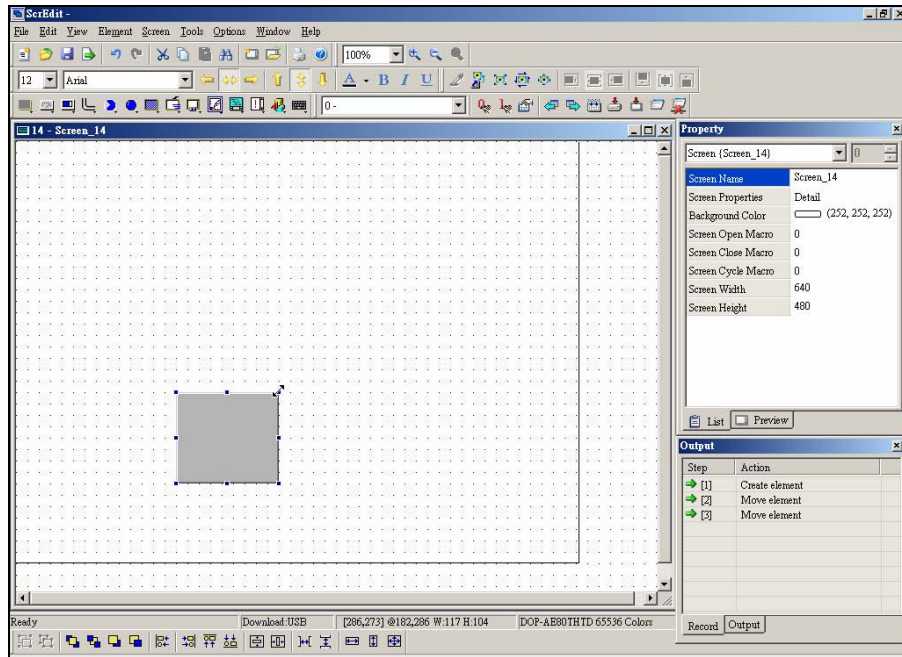 ScrEdit -
File Edit View Element Screen Tools Options Window Help
100%
12 Arial A B I U
0 -
14 - Screen_14
Property
Screen {Screen_14} 0
Screen Name Screen_14
Screen Properties Detail
Background Color (252, 252, 252)
Screen Open Macro 0
Screen Close Macro 0
Screen Cycle Macro 0
Screen Width 640
Screen Height 480
List Preview
Output
Step Action
[1] Create element
[2] Move element
[3] Move element
Record Output
Ready Download:USB [286,273] @182,286 W:117 H:104 DOP-AE80THTD 65536 Colors